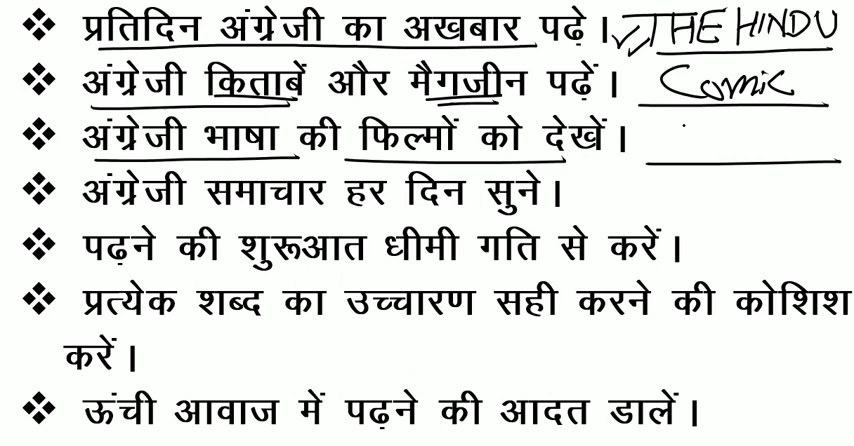 ❖ प्रतिदिन अंग्रेजी का अखबार पढ़े। THE HINDU
❖ अंग्रेजी किताबें और मैगजीन पढ़ें। Comic
❖ अंग्रेजी भाषा की फिल्मों को देखें।
❖ अंग्रेजी समाचार हर दिन सुने।
❖ पढ़ने की शुरूआत धीमी गति से करें।
❖ प्रत्येक शब्द का उच्चारण सही करने की कोशिश
करें।
❖ ऊंची आवाज में पढ़ने की आदत डालें।